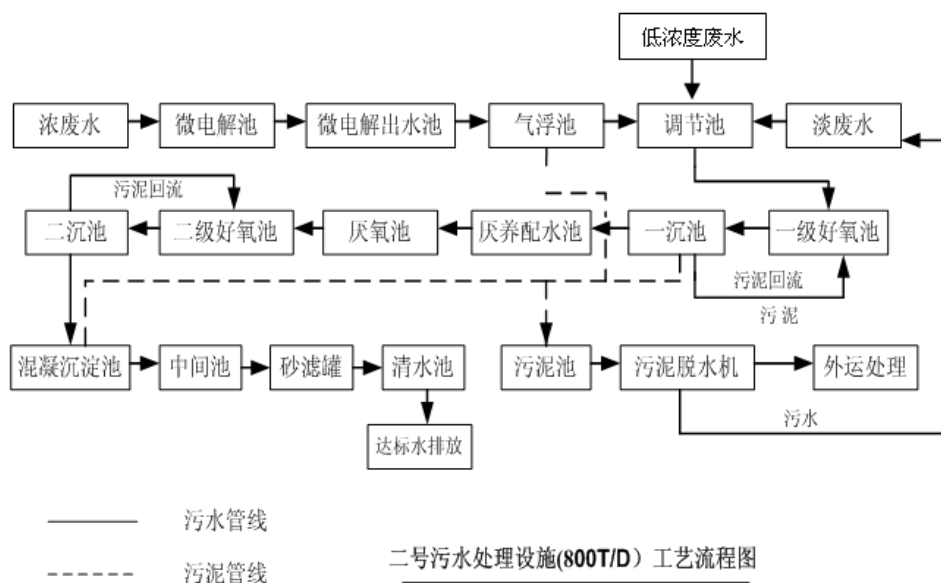 低浓度废水
浓废水
微电解池
微电解出水池
气浮池
调节池
淡废水
污泥回流
二沉池
二级好氧池
厌氧池
厌养配水池
一沉池
一级好氧池
污泥回流
污泥
混凝沉淀池
中间池
砂滤罐
清水池
污泥池
污泥脱水机
外运处理
污水
达标水排放
污水管线
污泥管线
二号污水处理设施(800T/D）工艺流程图